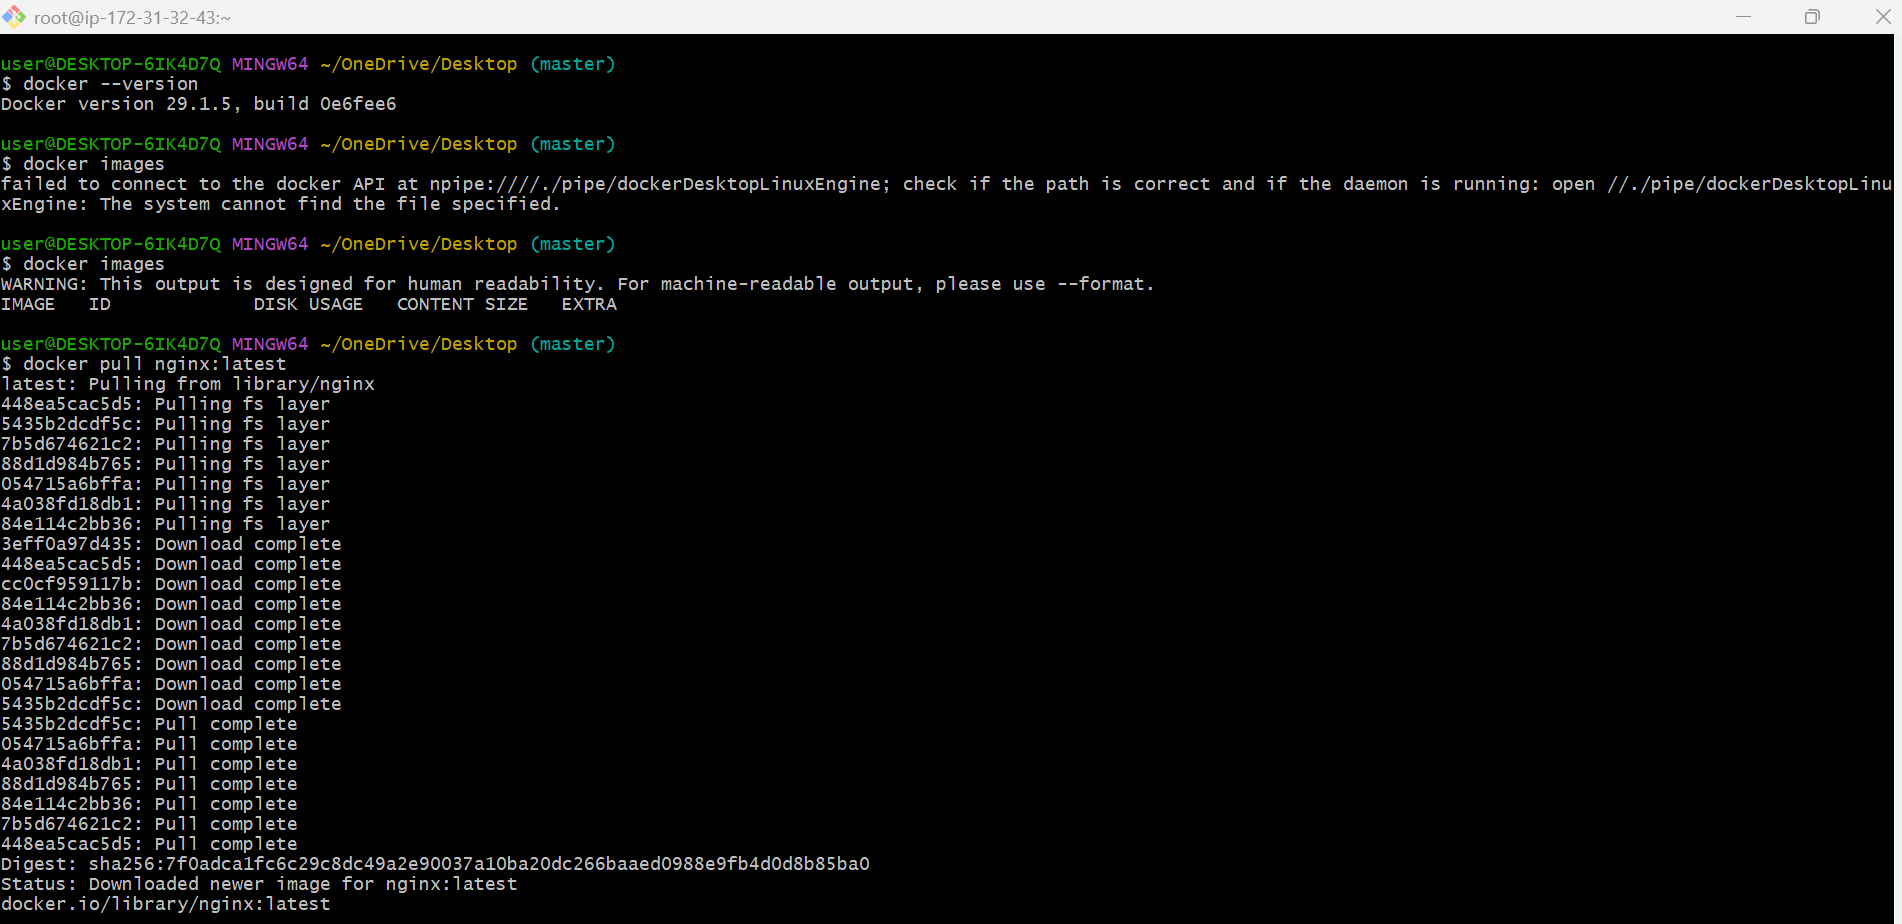 root@ip-172-31-32-43:~
user@DESKTOP-6IK4D7Q MINGW64 ~/OneDrive/Desktop (master)
$ docker --version
Docker version 29.1.5, build 0e6fee6
user@DESKTOP-6IK4D7Q MINGW64 ~/OneDrive/Desktop (master)
$ docker images
failed to connect to the docker API at npipe:////./pipe/dockerDesktopLinuxEngine; check if the path is correct and if the daemon is running: open //./pipe/dockerDesktopLinu
xEngine: The system cannot find the file specified.
user@DESKTOP-6IK4D7Q MINGW64 ~/OneDrive/Desktop (master)
$ docker images
WARNING: This output is designed for human readability. For machine-readable output, please use --format.
IMAGE   ID             DISK USAGE   CONTENT SIZE   EXTRA
user@DESKTOP-6IK4D7Q MINGW64 ~/OneDrive/Desktop (master)
$ docker pull nginx:latest
latest: Pulling from library/nginx
448ea5cac5d5: Pulling fs layer
5435b2dcdf5c: Pulling fs layer
7b5d674621c2: Pulling fs layer
88d1d984b765: Pulling fs layer
054715a6bffa: Pulling fs layer
4a038fd18db1: Pulling fs layer
84e114c2bb36: Pulling fs layer
3eff0a97d435: Download complete
448ea5cac5d5: Download complete
cc0cf959117b: Download complete
84e114c2bb36: Download complete
4a038fd18db1: Download complete
7b5d674621c2: Download complete
88d1d984b765: Download complete
054715a6bffa: Download complete
5435b2dcdf5c: Download complete
5435b2dcdf5c: Pull complete
054715a6bffa: Pull complete
4a038fd18db1: Pull complete
88d1d984b765: Pull complete
84e114c2bb36: Pull complete
7b5d674621c2: Pull complete
448ea5cac5d5: Pull complete
Digest: sha256:7f0adca1fc6c29c8dc49a2e90037a10ba20dc266baaed0988e9fb4d0d8b85ba0
Status: Downloaded newer image for nginx:latest
docker.io/library/nginx:latest